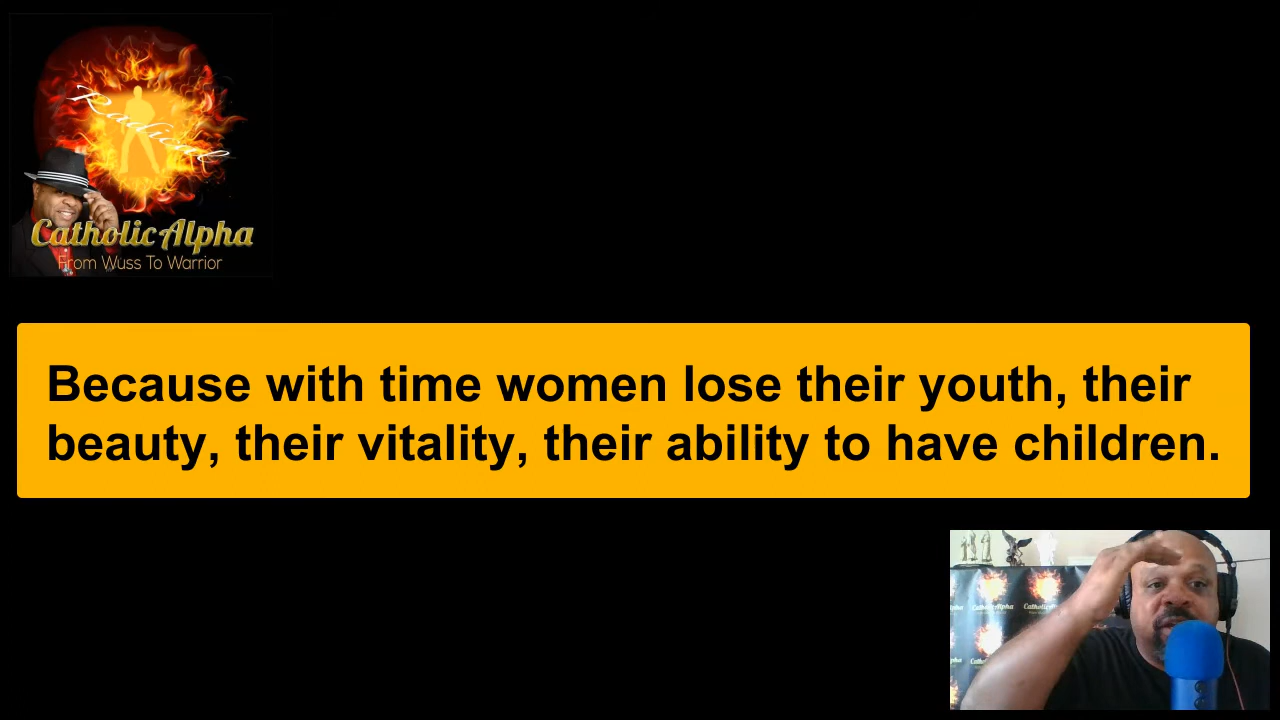 Radical
CatholicAlpha
From Wuss To Warrior
Because with time women lose their youth, their
beauty, their vitality, their ability to have children.